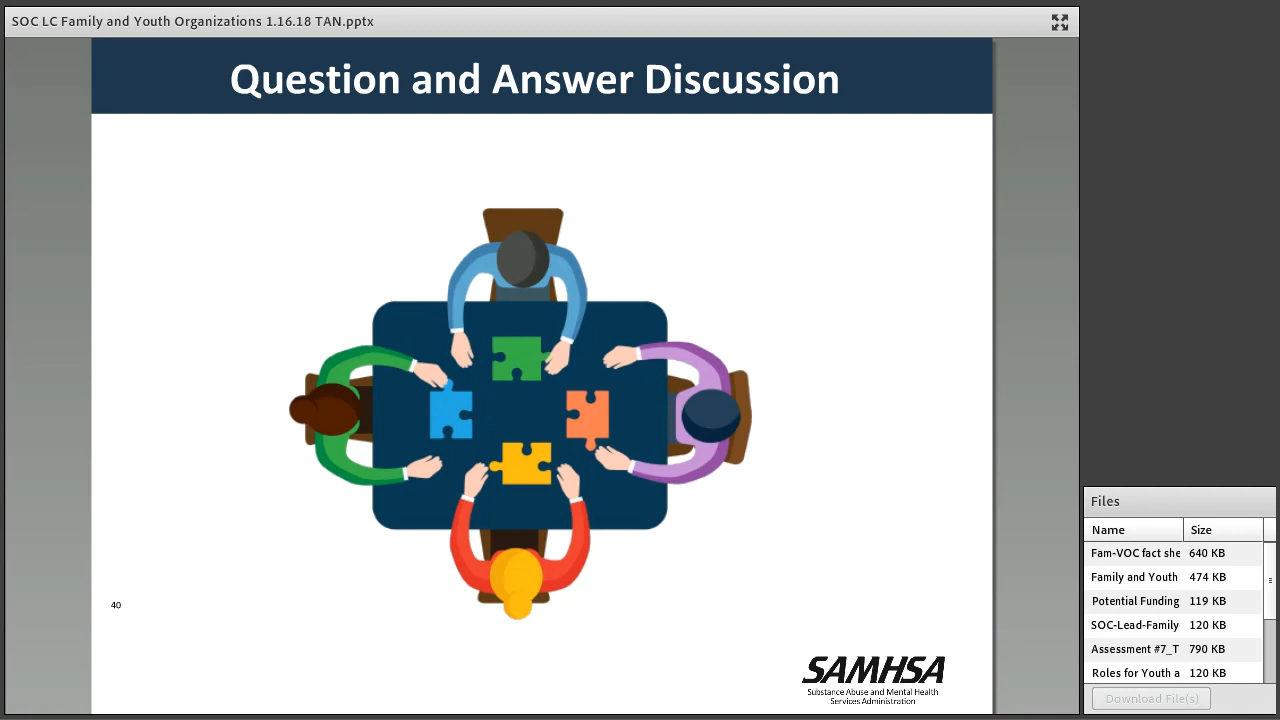 SOC LC Family and Youth Organizations 1.16.18 TAN.pptx
Question and Answer Discussion
40
SAMHSA
Substance Abuse and Mental Health
Services Administration
Files
Name Size
Fam-VOC fact she 640 KB
Family and Youth 474 KB
Potential Funding 119 KB
SOC-Lead-Family 120 KB
Assessment #7_T 790 KB
Roles for Youth a 120 KB
Download File(s)